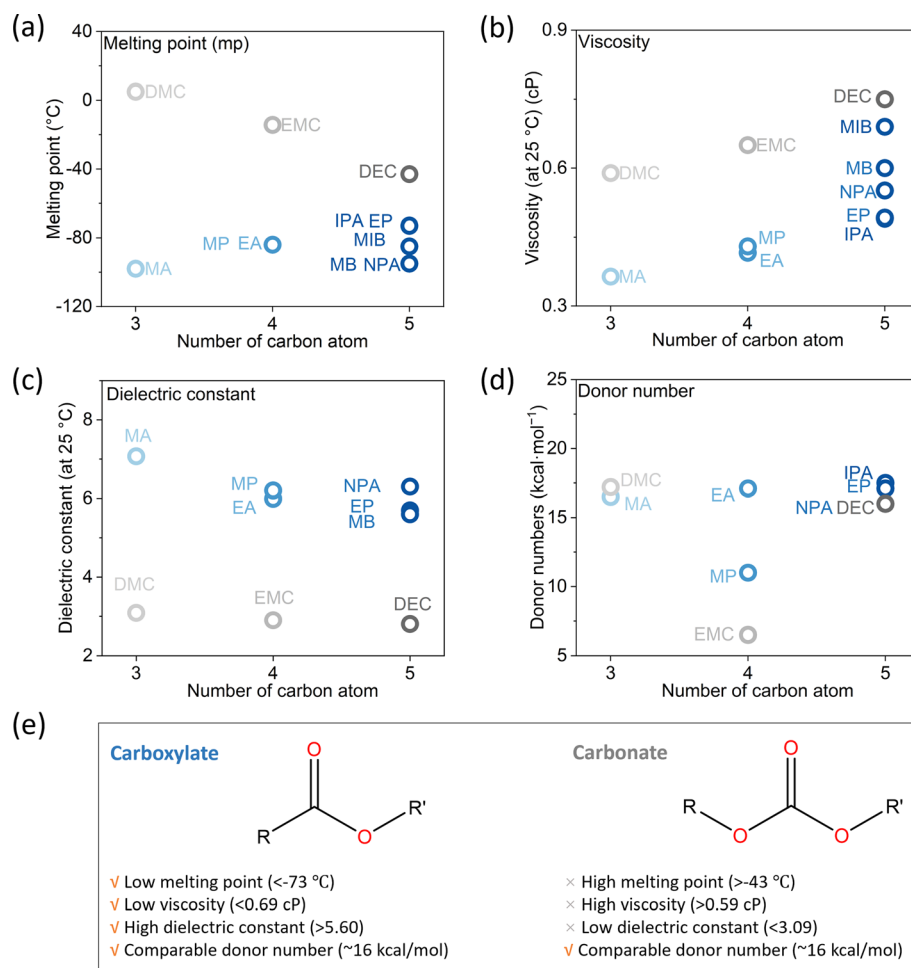 (a)
Melting point (mp)
Melting point (°C)
40
0
-40
-80
-120
DMC
EMC
DEC
IPA EP
MIB
MB NPA
MP EA
MA
3
4
5
Number of carbon atom
(b)
Viscosity
Viscosity (at 25 °C) (cP)
0.9
0.6
0.3
DEC
MIB
MB
NPA
EP
IPA
EMC
DMC
MP
EA
MA
3
4
5
Number of carbon atom
(c)
Dielectric constant
Dielectric constant (at 25 °C)
8
6
4
2
MA
MP
EA
NPA
EP
MB
DMC
EMC
DEC
3
4
5
Number of carbon atom
(d)
Donor number
Donor numbers (kcal·mol⁻¹)
25
20
15
10
5
DMC
MA
EA
IPA
EP
NPA DEC
MP
EMC
3
4
5
Number of carbon atom
(e)
Carboxylate
O
R
O
R'
√ Low melting point (<-73 ℃)
√ Low viscosity (<0.69 cP)
√ High dielectric constant (>5.60)
√ Comparable donor number (~16 kcal/mol)
Carbonate
O
R
O
O
R'
× High melting point (>-43 ℃)
× High viscosity (>0.59 cP)
× Low dielectric constant (<3.09)
√ Comparable donor number (~16 kcal/mol)